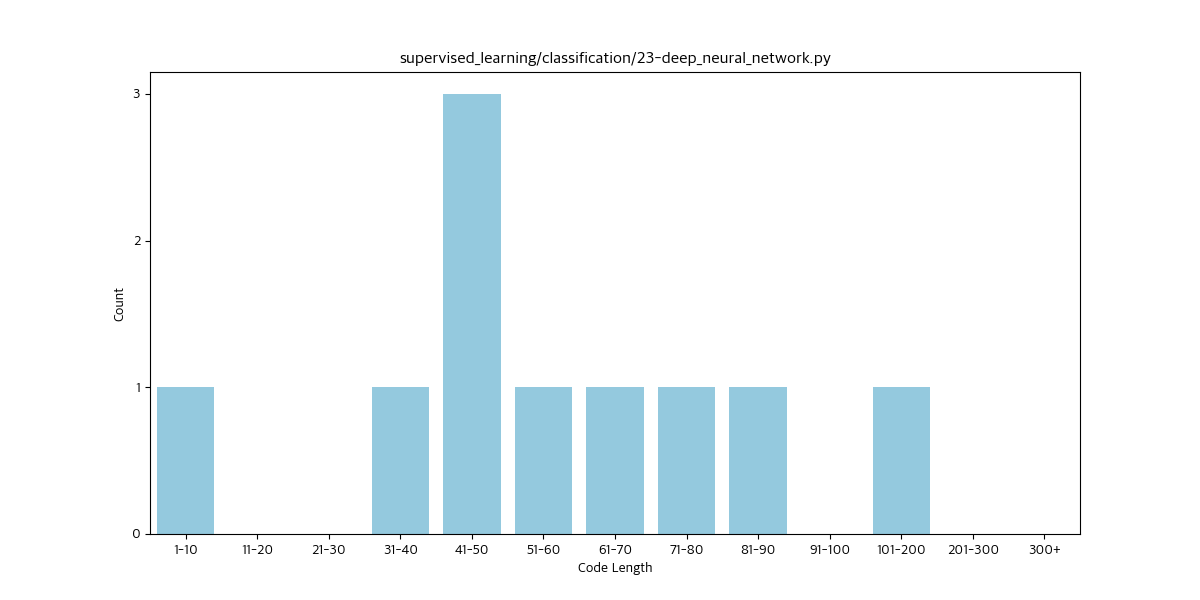 supervised_learning/classification/23-deep_neural_network.py
3
2
1
0
Count
1-10 11-20 21-30 31-40 41-50 51-60 61-70 71-80 81-90 91-100 101-200 201-300 300+
Code Length